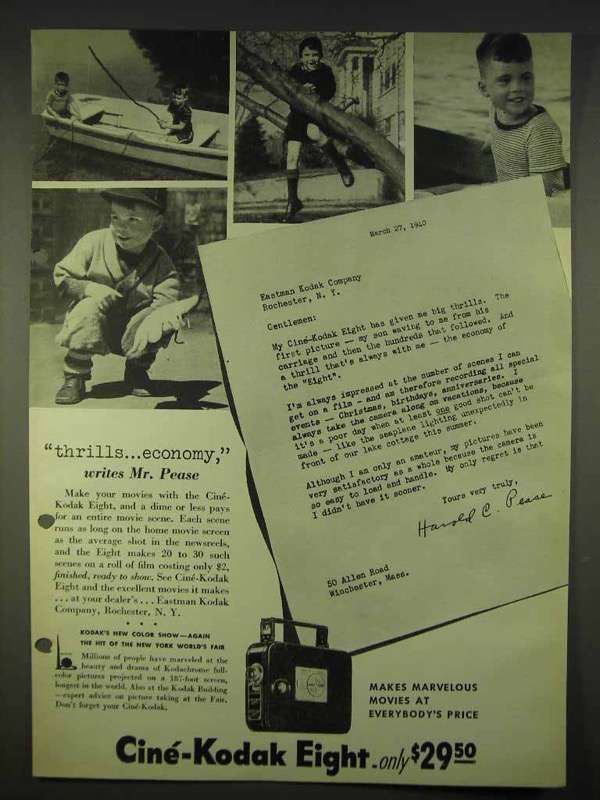 March 27, 1940
Eastman Kodak Company
Rochester, N. Y.
Gentlemen:
My Ciné-Kodak Eight has given me big thrills. The
first picture — my son waving to me from his
carriage and then the hundreds that followed. And
a thrill that's always with me — the economy of
the "Eight".
I'm always impressed at the number of scenes I can
get on a film - and am therefore recording all special
events — Christmas, birthdays, anniversaries. I
always take the camera along on vacations, because
it's a poor day when at least one good shot can't be
made — like the seaplane lighting unexpectedly in
front of our lake cottage this summer.
Although I am only an amateur, my pictures have been
very satisfactory as a whole because the camera is
so easy to load and handle. My only regret is that
I didn't have it sooner.
Yours very truly,
Harold C. Pease
50 Allen Road
Winchester, Mass.
"thrills...economy,"
writes Mr. Pease
Make your movies with the Ciné-
Kodak Eight, and a dime or less pays
for an entire movie scene. Each scene
runs as long on the home movie screen
as the average shot in the newsreels,
and the Eight makes 20 to 30 such
scenes on a roll of film costing only $2,
finished, ready to show. See Ciné-Kodak
Eight and the excellent movies it makes
. . . at your dealer's . . . Eastman Kodak
Company, Rochester, N. Y.
• • •
KODAK'S NEW COLOR SHOW—AGAIN
THE HIT OF THE NEW YORK WORLD'S FAIR
Millions of people have marveled at the
beauty and drama of Kodachrome full-
color pictures projected on a 187-foot screen,
longest in the world. Also at the Kodak Building
—expert advice on picture taking at the Fair.
Don't forget your Ciné-Kodak.
MAKES MARVELOUS
MOVIES AT
EVERYBODY'S PRICE
Ciné-Kodak Eight-only $29 50